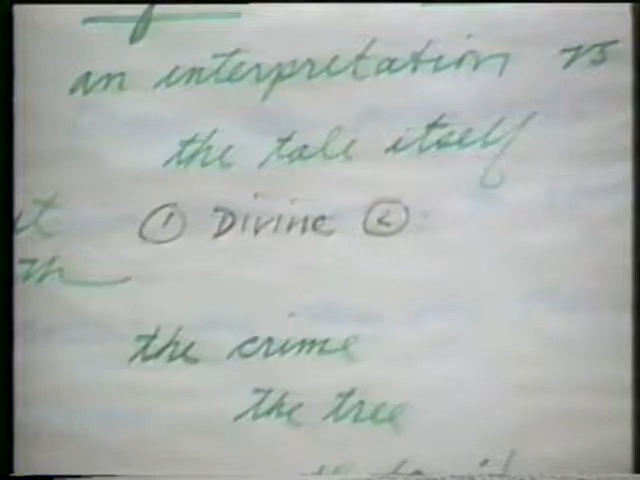 an interpretation vs
the tale itself
① Divine ②
the crime
the tree